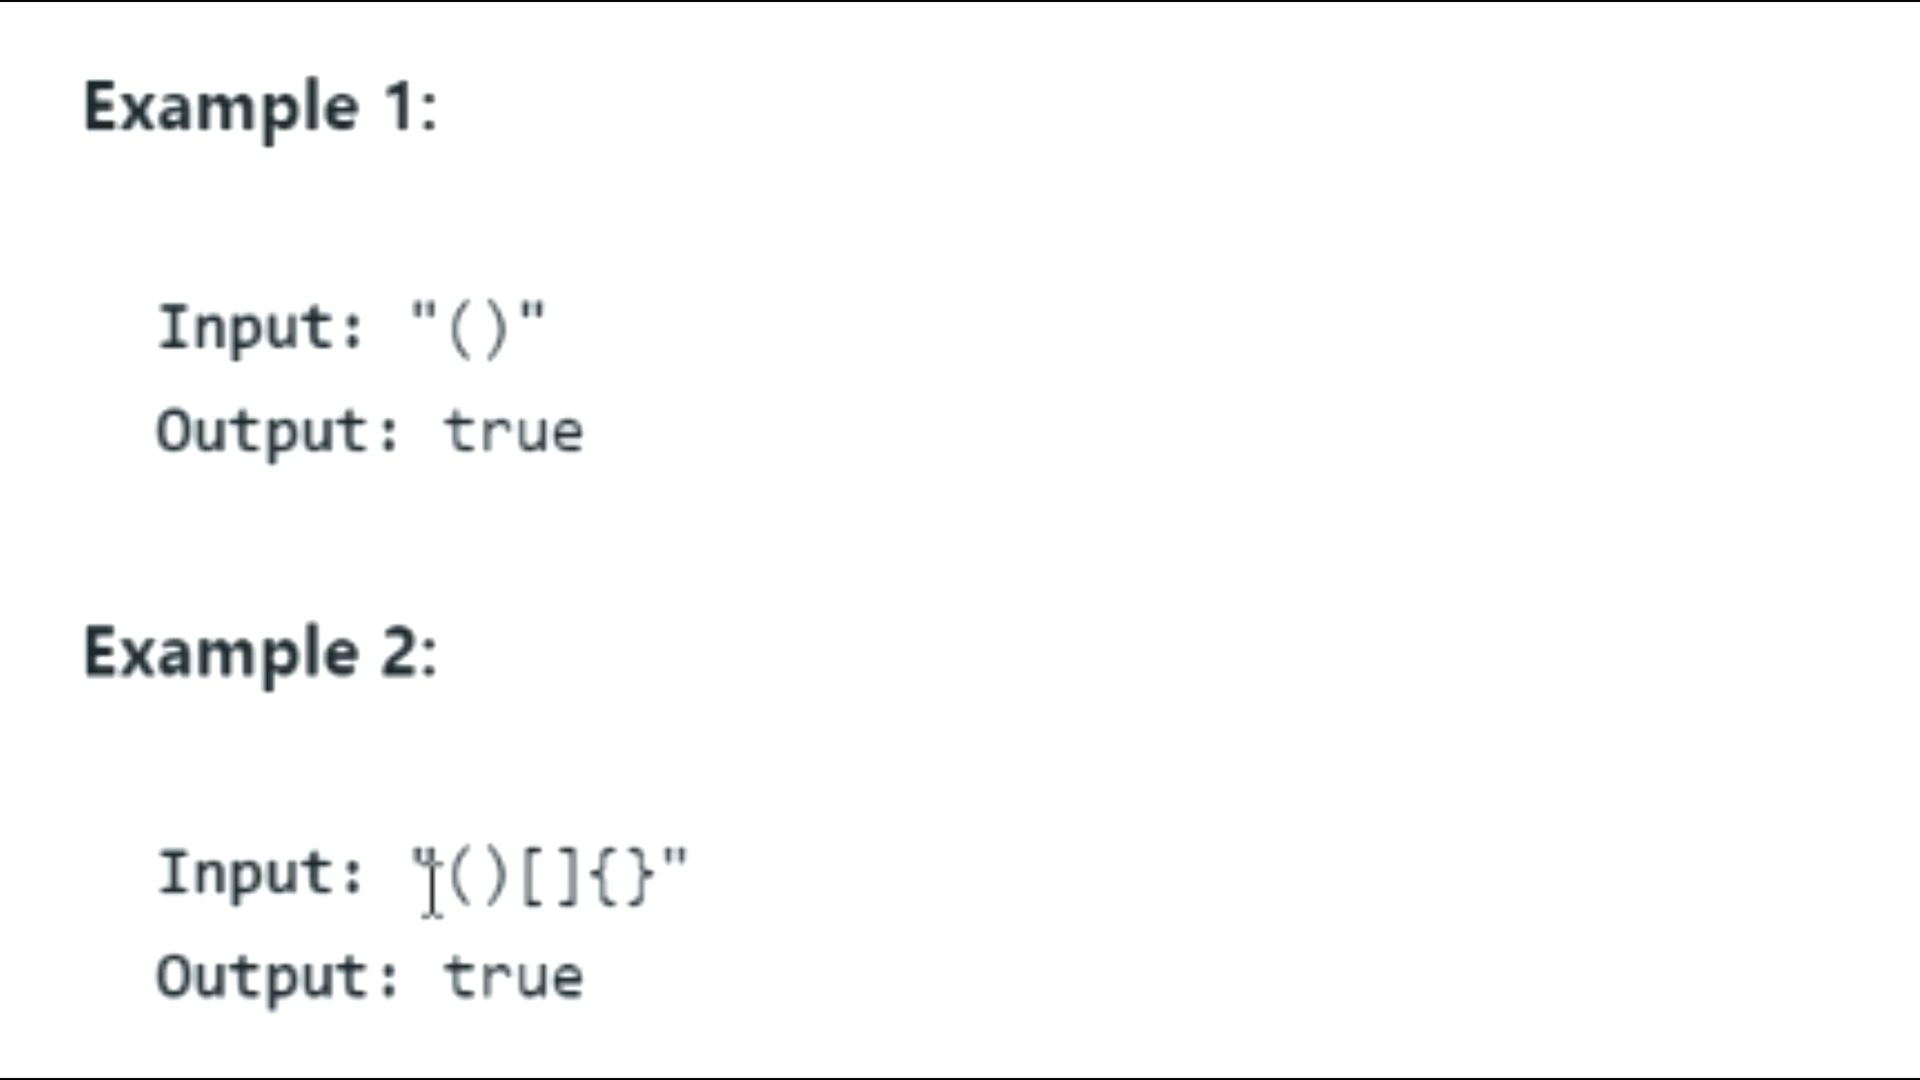 Example 1:
Input: "()"
Output: true
Example 2:
Input: "()[]{}"
Output: true